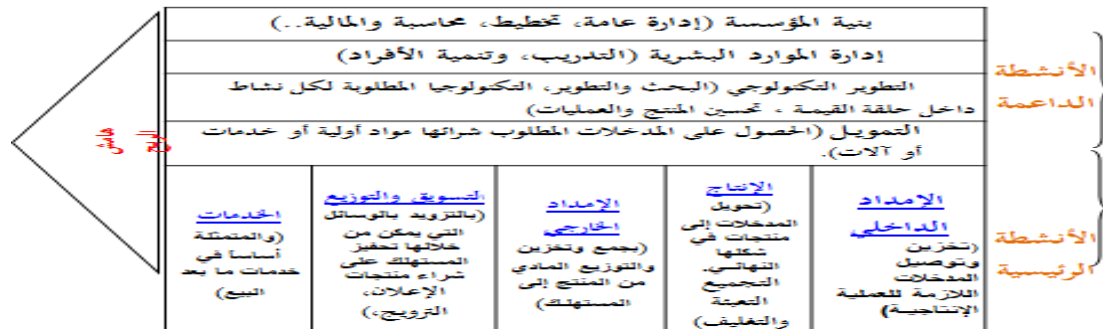 بنية المؤسسة (إدارة عامة، تخطيط، محاسبة والمالية..)
إدارة الموارد البشرية (التدريب، وتنمية الأفراد)
التطوير التكنولوجي (البحث والتطوير، التكنولوجيا المطلوبة لكل نشاط
داخل حلقة القيمة ، تحسين المنتج والعمليات)
التمويل (الحصول على المدخلات المطلوب شرائها مواد أولية أو خدمات
أو آلات).
الأنشطة
الداعمة
هامش
الربح
الإمداد
الداخلي
(تخزين
وتوصيل
المدخلات
اللازمة للعملية
الإنتاجية)
الإنتاج
(تحويل
المدخلات إلى
منتجات في
شكلها
النهائي.
التجميع
التعبئة
والتغليف)
الإمداد
الخارجي
(بجمع وتخزين
والتوزيع المادي
من المنتج إلى
المستهلك)
التسويق والتوزيع
(بالتزويد بالوسائل
التي يمكن من
خلالها تحفيز
المستهلك على
شراء منتجات
الإعلان،
الترويج،)
الخدمات
(والمتمثلة
أساسا في
خدمات ما بعد
البيع)
الأنشطة
الرئيسية